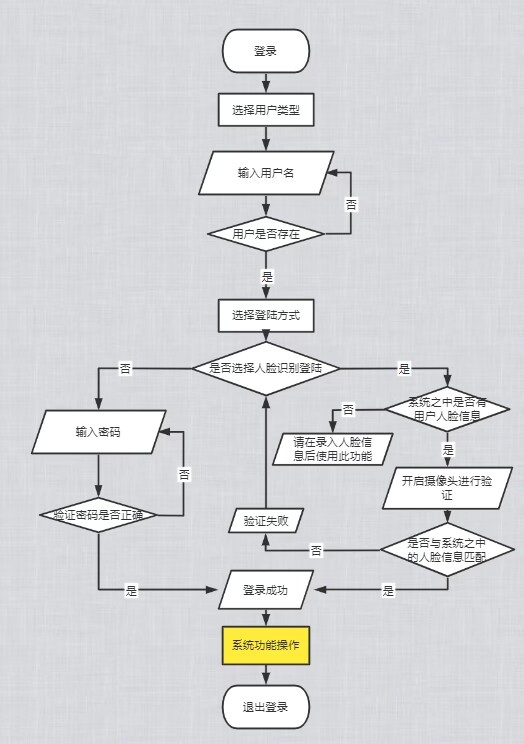 登录
选择用户类型
输入用户名
否
用户是否存在
是
选择登陆方式
是否选择人脸识别登陆
否
是
系统之中是否有
用户人脸信息
否
输入密码
请在录入人脸信
息后使用此功能
是
否
开启摄像头进行验
证
验证密码是否正确
验证失败
是否与系统之中
的人脸信息匹配
否
是
登录成功
是
系统功能操作
退出登录